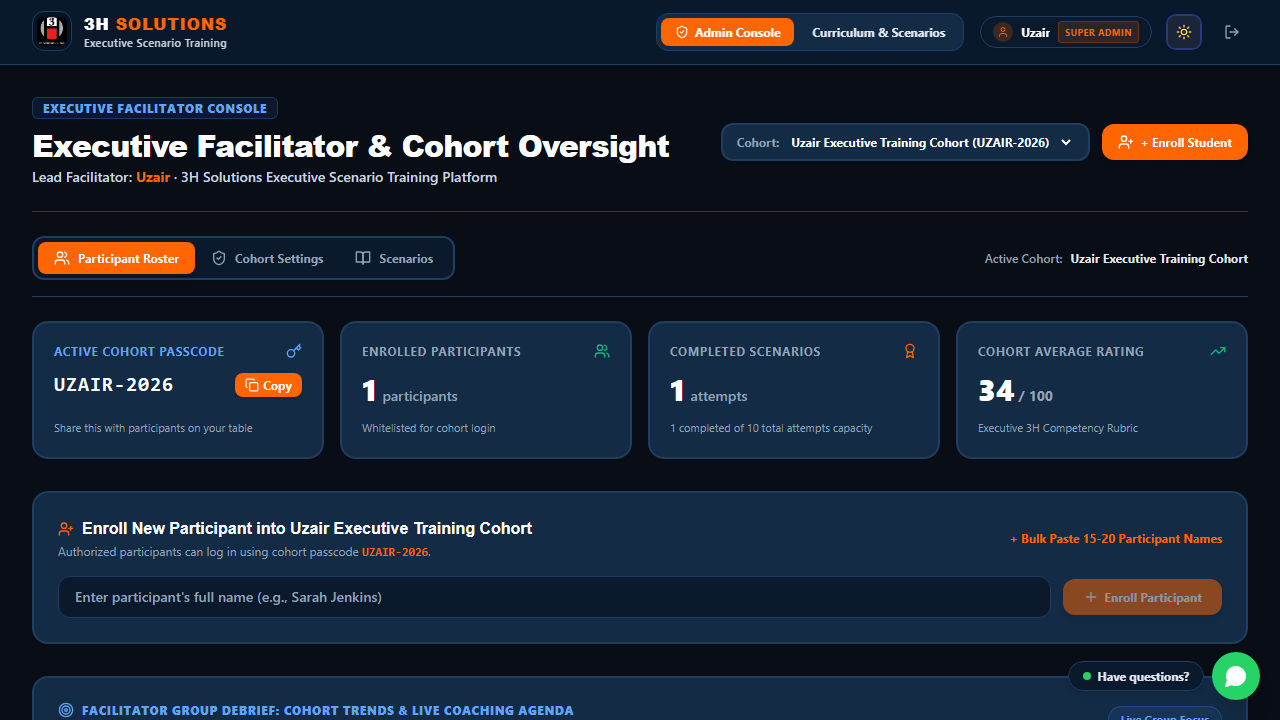 3H SOLUTIONS
Executive Scenario Training
Admin Console
Curriculum & Scenarios
Uzair
SUPER ADMIN
EXECUTIVE FACILITATOR CONSOLE
Executive Facilitator & Cohort Oversight
Lead Facilitator: Uzair · 3H Solutions Executive Scenario Training Platform
Cohort: Uzair Executive Training Cohort (UZAIR-2026)
+ Enroll Student
Participant Roster
Cohort Settings
Scenarios
Active Cohort: Uzair Executive Training Cohort
ACTIVE COHORT PASSCODE
UZAIR-2026
Copy
Share this with participants on your table
ENROLLED PARTICIPANTS
1 participants
Whitelisted for cohort login
COMPLETED SCENARIOS
1 attempts
1 completed of 10 total attempts capacity
COHORT AVERAGE RATING
34 / 100
Executive 3H Competency Rubric
Enroll New Participant into Uzair Executive Training Cohort
Authorized participants can log in using cohort passcode UZAIR-2026.
+ Bulk Paste 15-20 Participant Names
Enter participant's full name (e.g., Sarah Jenkins)
Enroll Participant
Have questions?
FACILITATOR GROUP DEBRIEF: COHORT TRENDS & LIVE COACHING AGENDA
Live Group Focus